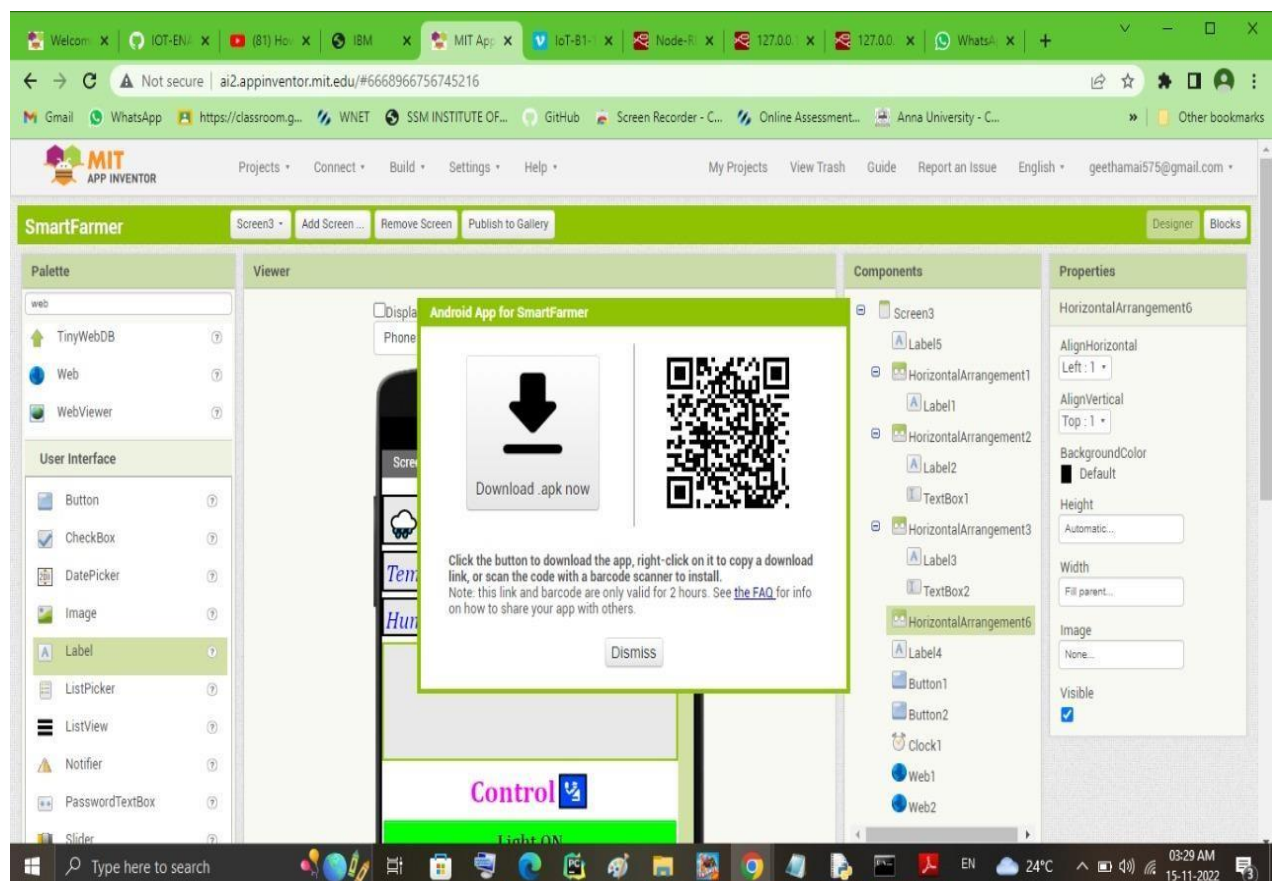 Welcom
IOT-ENA
(81) Ho
IBM
MIT App
IoT-B1-1
Node-R
127.0.0.
127.0.0.
WhatsA
Not secure | ai2.appinventor.mit.edu/#6668966756745216
Gmail WhatsApp https://classroom.g... WNET SSM INSTITUTE OF... GitHub Screen Recorder - C... Online Assessment... Anna University - C... » Other bookmarks
MIT
APP INVENTOR
Projects Connect Build Settings Help My Projects View Trash Guide Report an Issue English geethamai575@gmail.com
SmartFarmer Screen3 Add Screen ... Remove Screen Publish to Gallery Designer Blocks
Palette
web
TinyWebDB
Web
WebViewer
User Interface
Button
CheckBox
DatePicker
Image
Label
ListPicker
ListView
Notifier
PasswordTextBox
Slider
Viewer
Displa
Phone
Scree
Tem
Hum
Control
Light ON
Android App for SmartFarmer
Download .apk now
Click the button to download the app, right-click on it to copy a download
link, or scan the code with a barcode scanner to install.
Note: this link and barcode are only valid for 2 hours. See the FAQ for info
on how to share your app with others.
Dismiss
Components
Screen3
Label5
HorizontalArrangement1
Label1
HorizontalArrangement2
Label2
TextBox1
HorizontalArrangement3
Label3
TextBox2
HorizontalArrangement6
Label4
Button1
Button2
Clock1
Web1
Web2
Properties
HorizontalArrangement6
AlignHorizontal
Left : 1
AlignVertical
Top : 1
BackgroundColor
Default
Height
Automatic...
Width
Fill parent...
Image
None...
Visible
Type here to search
EN
24°C
03:29 AM
15-11-2022
3